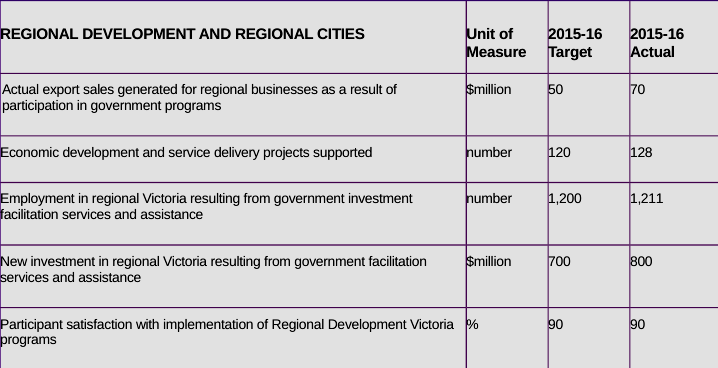 REGIONAL DEVELOPMENT AND REGIONAL CITIES
Unit of Measure
2015-16 Target
2015-16 Actual
Actual export sales generated for regional businesses as a result of
participation in government programs
$million
50
70
Economic development and service delivery projects supported
number
120
128
Employment in regional Victoria resulting from government investment
facilitation services and assistance
number
1,200
1,211
New investment in regional Victoria resulting from government facilitation
services and assistance
$million
700
800
Participant satisfaction with implementation of Regional Development Victoria
programs
%
90
90